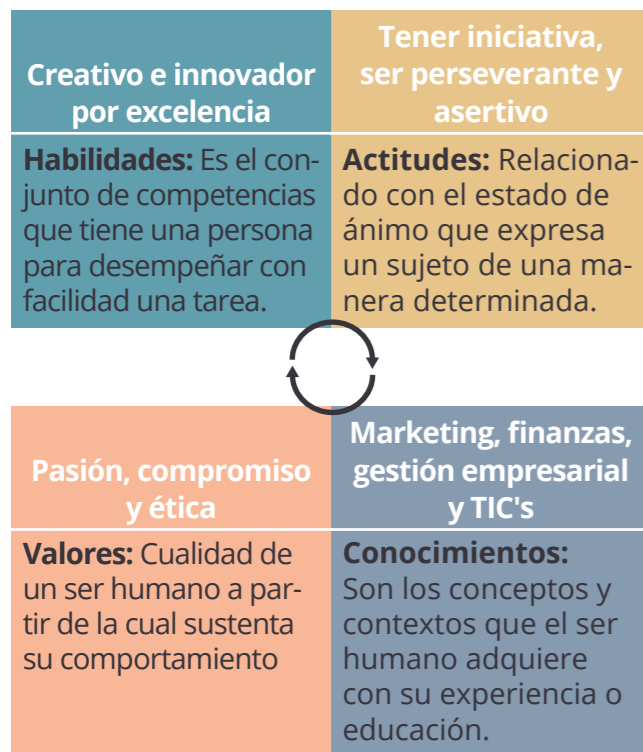 Creativo e innovador
por excelencia
Habilidades: Es el con-
junto de competencias
que tiene una persona
para desempeñar con
facilidad una tarea.
Tener iniciativa,
ser perseverante y
asertivo
Actitudes: Relaciona-
do con el estado de
ánimo que expresa
un sujeto de una ma-
nera determinada.
Pasión, compromiso
y ética
Valores: Cualidad de
un ser humano a par-
tir de la cual sustenta
su comportamiento
Marketing, finanzas,
gestión empresarial
y TIC's
Conocimientos:
Son los conceptos y
contextos que el ser
humano adquiere
con su experiencia o
educación.